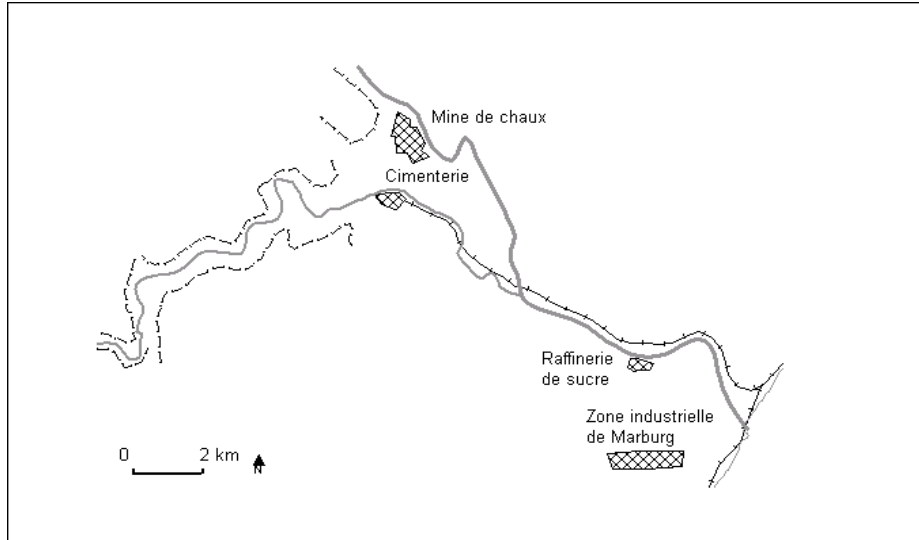 Mine de chaux
Cimenterie
Raffinerie
de sucre
Zone industrielle
de Marburg
0 2 km
N